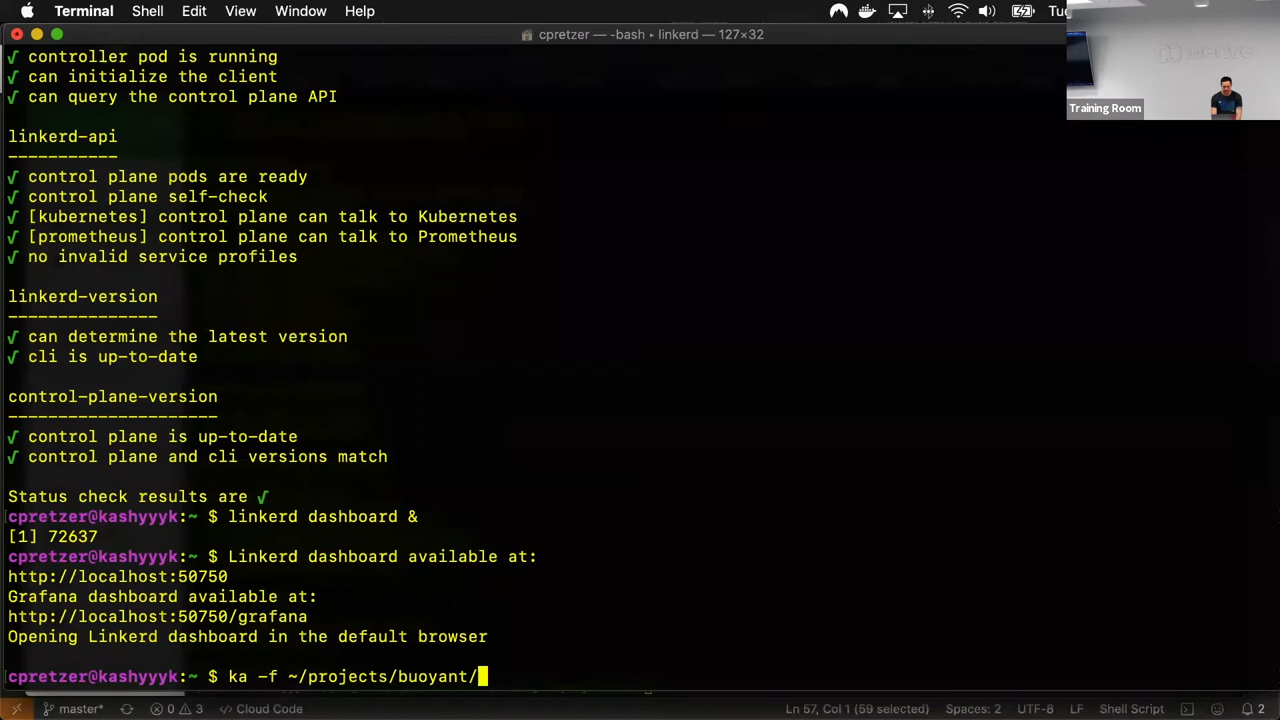 Terminal Shell Edit View Window Help Tu
cpretzer — -bash ▸ linkerd — 127×32
√ controller pod is running
√ can initialize the client
√ can query the control plane API
linkerd-api
-----------
√ control plane pods are ready
√ control plane self-check
√ [kubernetes] control plane can talk to Kubernetes
√ [prometheus] control plane can talk to Prometheus
√ no invalid service profiles
linkerd-version
---------------
√ can determine the latest version
√ cli is up-to-date
control-plane-version
---------------------
√ control plane is up-to-date
√ control plane and cli versions match
Status check results are √
cpretzer@kashyyyk:~ $ linkerd dashboard &
[1] 72637
cpretzer@kashyyyk:~ $ Linkerd dashboard available at:
http://localhost:50750
Grafana dashboard available at:
http://localhost:50750/grafana
Opening Linkerd dashboard in the default browser
cpretzer@kashyyyk:~ $ ka -f ~/projects/buoyant/
Training Room
master* 0 3 Cloud Code Ln 57, Col 1 (59 selected) Spaces: 2 UTF-8 LF Shell Script 2